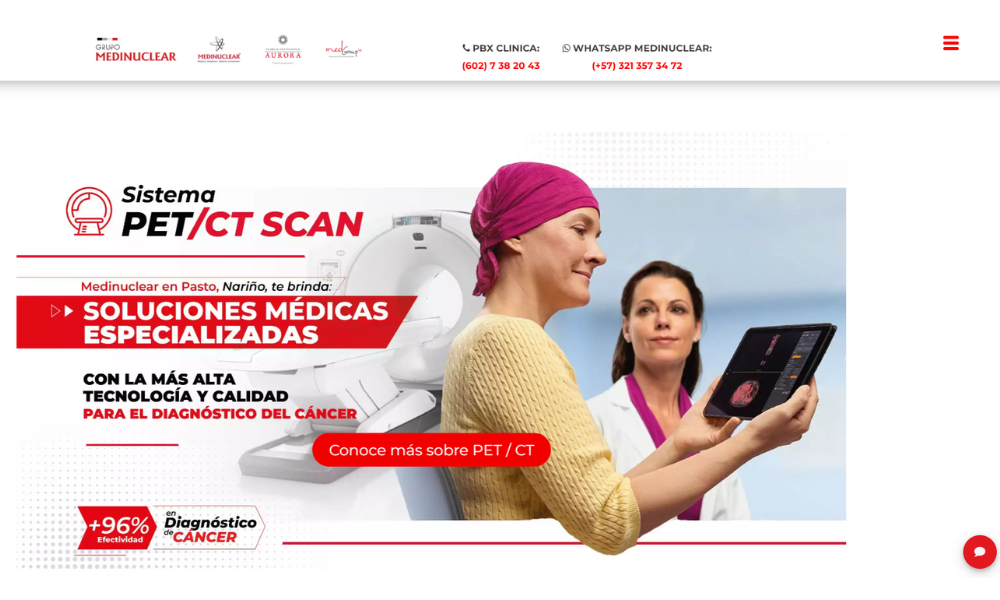 GRUPO
MEDINUCLEAR
MEDINUCLEAR
AURORA
medGroup
PBX CLINICA:
(602) 7 38 20 43
WHATSAPP MEDINUCLEAR:
(+57) 321 357 34 72
Sistema
PET/CT SCAN
Medinuclear en Pasto, Nariño, te brinda:
SOLUCIONES MÉDICAS
ESPECIALIZADAS
CON LA MÁS ALTA
TECNOLOGÍA Y CALIDAD
PARA EL DIAGNÓSTICO DEL CÁNCER
Conoce más sobre PET / CT
+96%
Efectividad
en
Diagnóstico
de CÁNCER